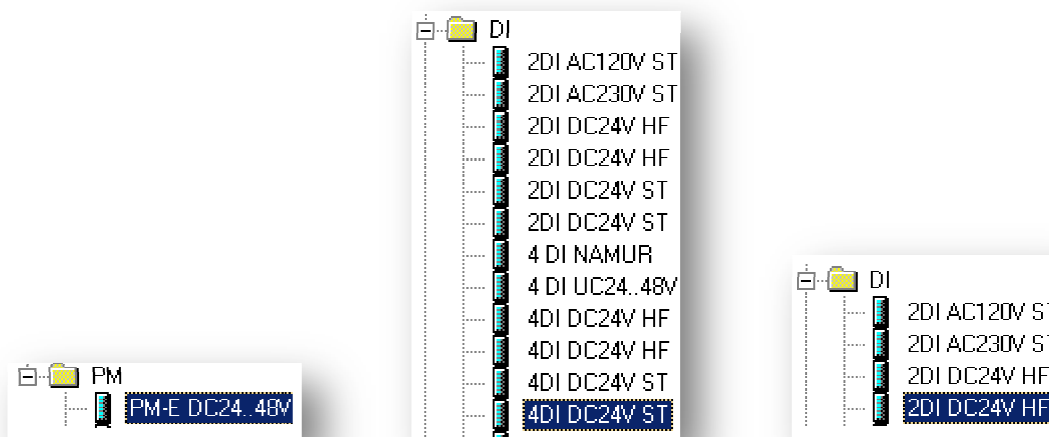 PM
PM-E DC24..48V
DI
2DI AC120V ST
2DI AC230V ST
2DI DC24V HF
2DI DC24V HF
2DI DC24V ST
2DI DC24V ST
4 DI NAMUR
4 DI UC24..48V
4DI DC24V HF
4DI DC24V HF
4DI DC24V ST
4DI DC24V ST
DI
2DI AC120V ST
2DI AC230V ST
2DI DC24V HF
2DI DC24V HF